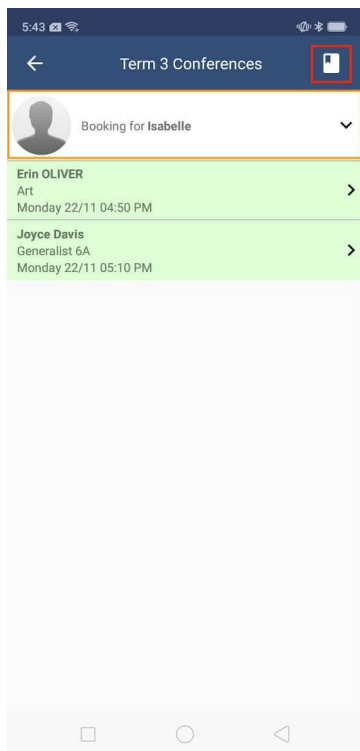 5:43
Term 3 Conferences
Booking for Isabelle
Erin OLIVER
Art
Monday 22/11 04:50 PM
Joyce Davis
Generalist 6A
Monday 22/11 05:10 PM